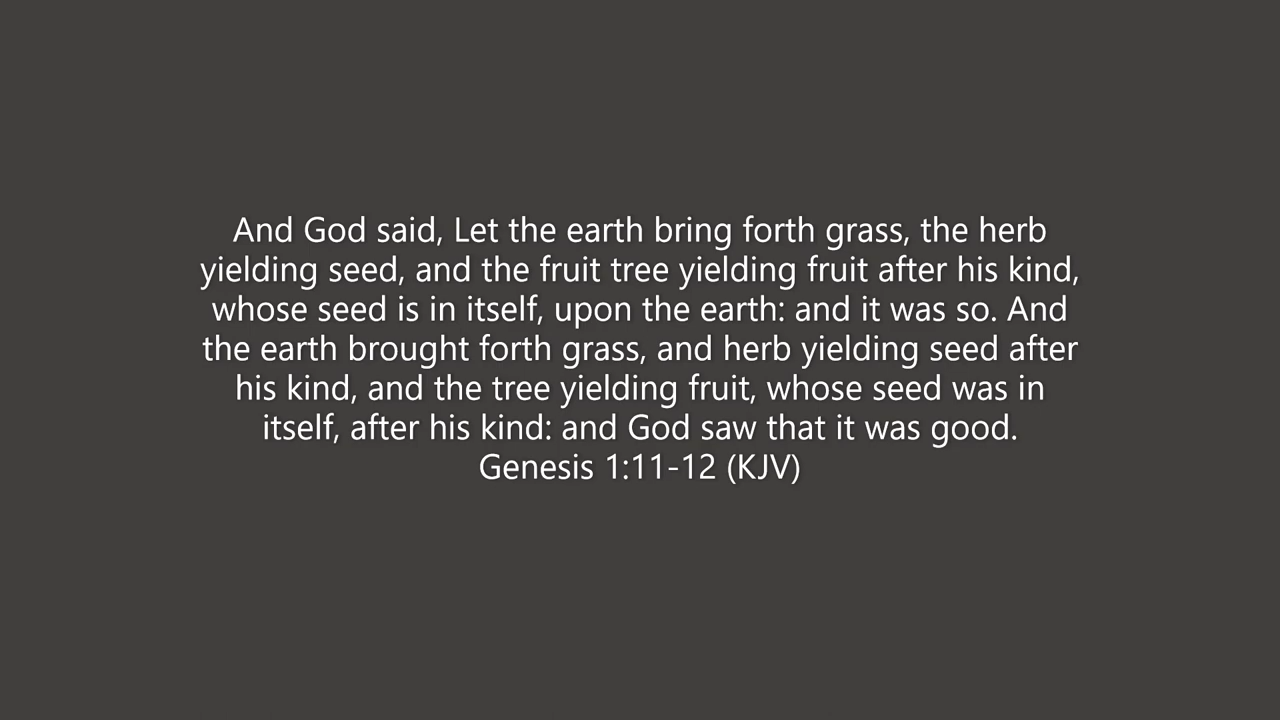 And God said, Let the earth bring forth grass, the herb
yielding seed, and the fruit tree yielding fruit after his kind,
whose seed is in itself, upon the earth: and it was so. And
the earth brought forth grass, and herb yielding seed after
his kind, and the tree yielding fruit, whose seed was in
itself, after his kind: and God saw that it was good.
Genesis 1:11-12 (KJV)